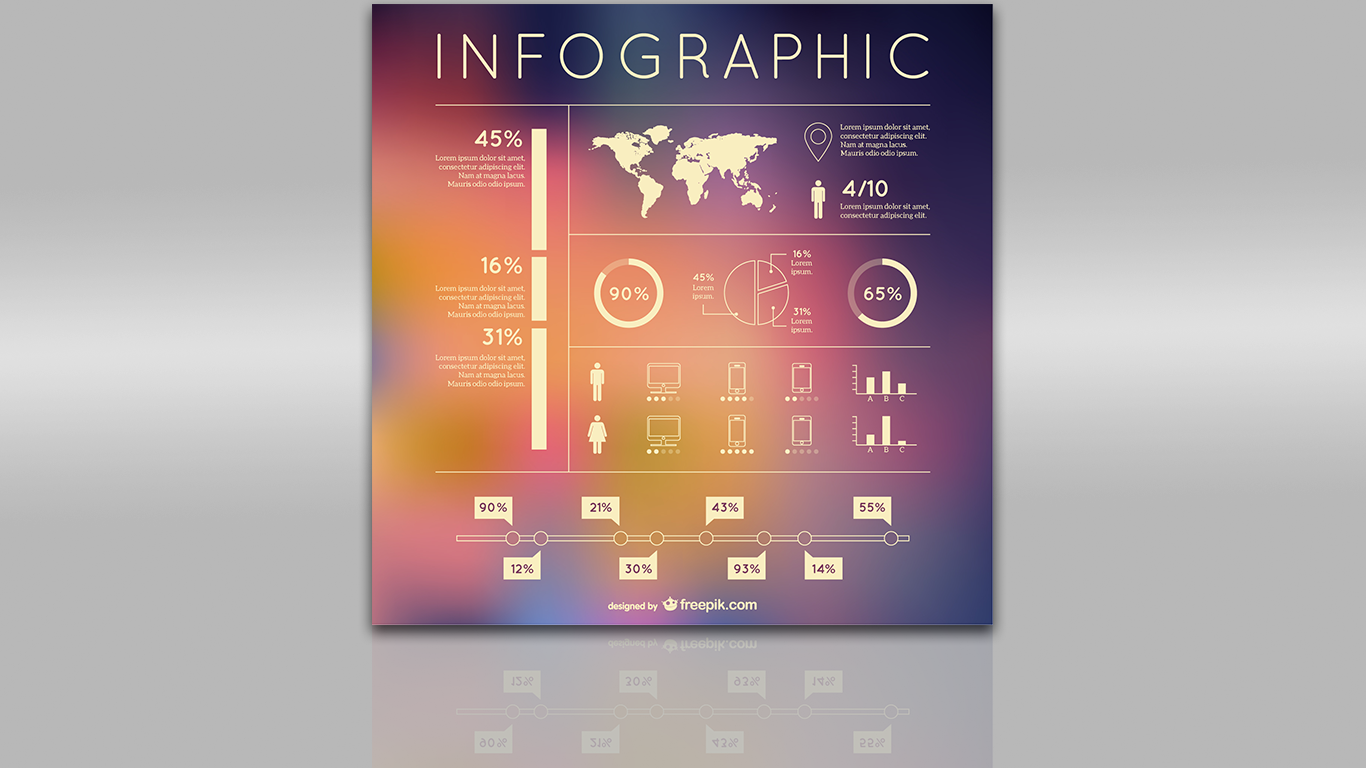 INFOGRAPHIC
45%
Lorem ipsum dolor sit amet,
consectetur adipiscing elit.
Nam at magna lacus.
Mauris odio odio ipsum.
16%
Lorem ipsum dolor sit amet,
consectetur adipiscing elit.
Nam at magna lacus.
Mauris odio odio ipsum.
31%
Lorem ipsum dolor sit amet,
consectetur adipiscing elit.
Nam at magna lacus.
Mauris odio odio ipsum.
Lorem ipsum dolor sit amet,
consectetur adipiscing elit.
Nam at magna lacus.
Mauris odio odio ipsum.
4/10
Lorem ipsum dolor sit amet,
consectetur adipiscing elit.
90%
45%
Lorem
ipsum.
16%
Lorem
ipsum.
31%
Lorem
ipsum.
65%
A B C
A B C
90% 21% 43% 55%
12% 30% 93% 14%
designed by freepik.com